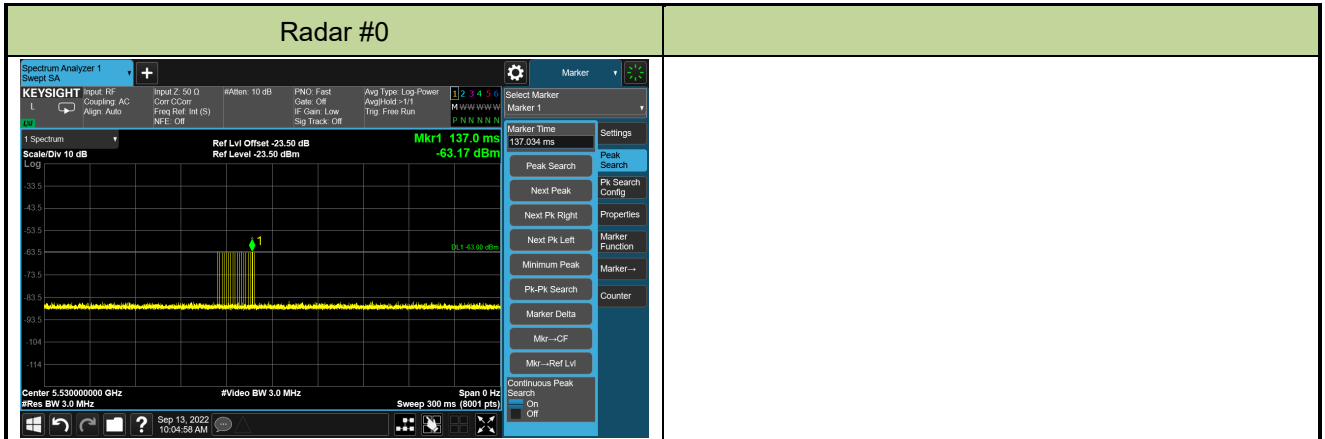 Radar #0
Spectrum Analyzer 1
Swept SA
+
Marker
KEYSIGHT
L
Input: RF
Coupling: AC
Align: Auto
Input Z: 50 Ω
Corr CCorr
Freq Ref: Int (S)
NFE: Off
#Atten: 10 dB
PNO: Fast
Gate: Off
IF Gain: Low
Sig Track: Off
Avg Type: Log-Power
Avg|Hold:>1/1
Trig: Free Run
1 2 3 4 5 6
M W W W W W
P N N N N N
Select Marker
Marker 1
1 Spectrum
Scale/Div 10 dB
Log
Ref Lvl Offset -23.50 dB
Ref Level -23.50 dBm
Mkr1 137.0 ms
-63.17 dBm
-33.5
-43.5
-53.5
-63.5
-73.5
-83.5
-93.5
-104
-114
1
DL1 -63.00 dBm
Center 5.530000000 GHz
#Res BW 3.0 MHz
#Video BW 3.0 MHz
Span 0 Hz
Sweep 300 ms (8001 pts)
Marker Time
137.034 ms
Peak Search
Next Peak
Next Pk Right
Next Pk Left
Minimum Peak
Pk-Pk Search
Marker Delta
Mkr→CF
Mkr→Ref Lvl
Continuous Peak
Search
On
Off
Settings
Peak
Search
Pk Search
Config
Properties
Marker
Function
Marker→
Counter
?
Sep 13, 2022
10:04:58 AM